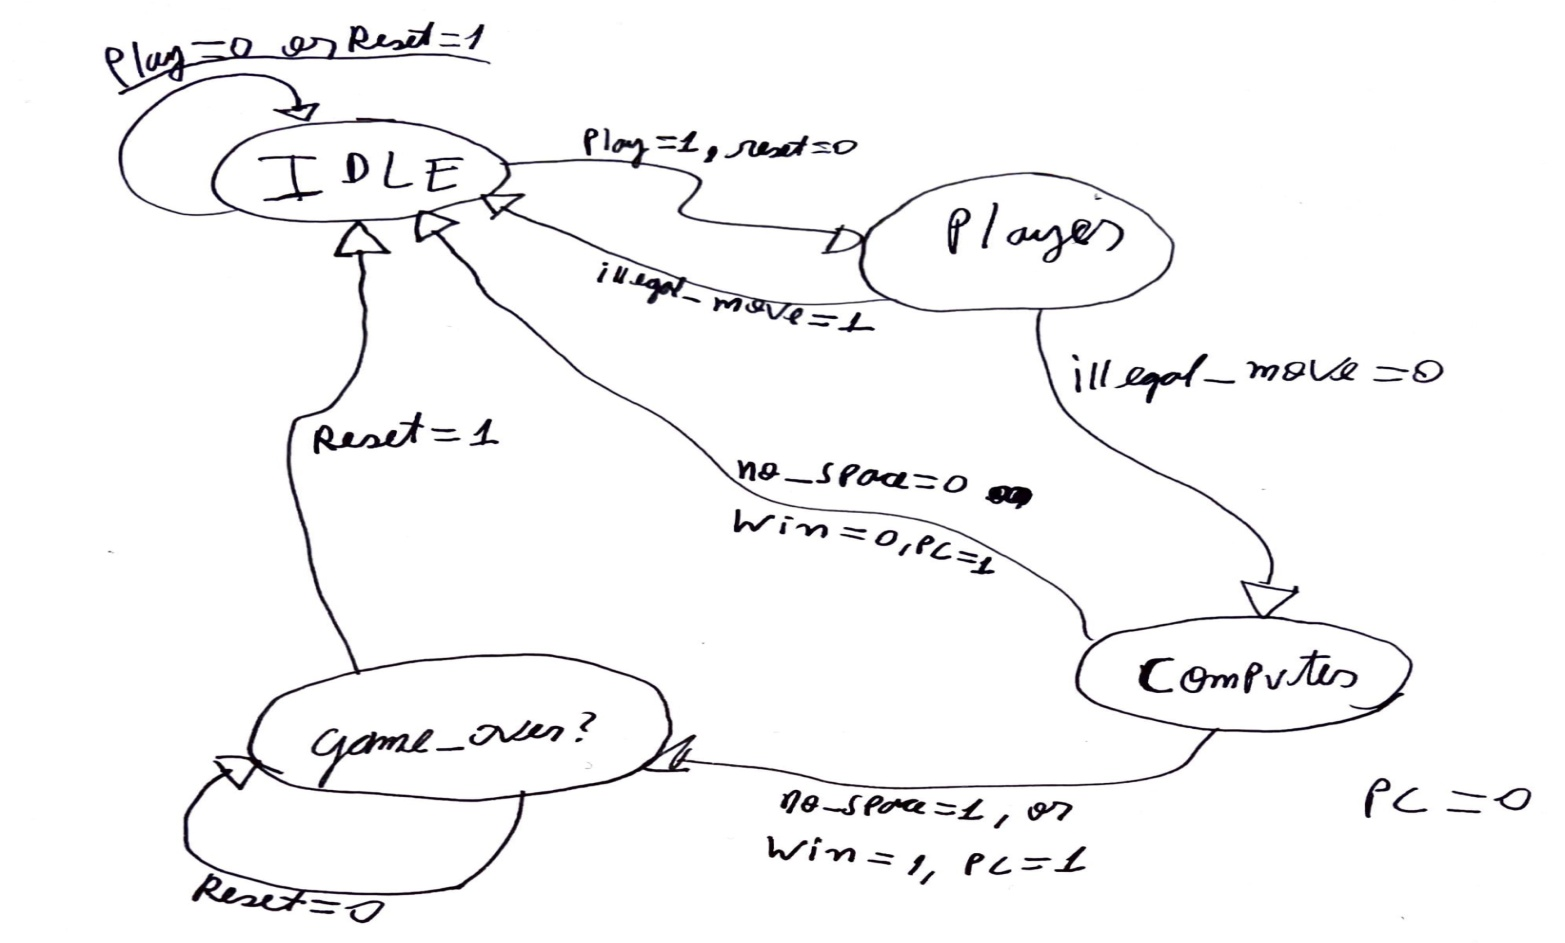 Play=0 or Reset=1
IDLE
Play=1, reset=0
Player
illegal_move=1
illegal_move=0
Reset=1
no_space=0
Win=0,PC=1
Computer
game_over?
no_space=1, or
Win=1, PC=1
PC=0
Reset=0